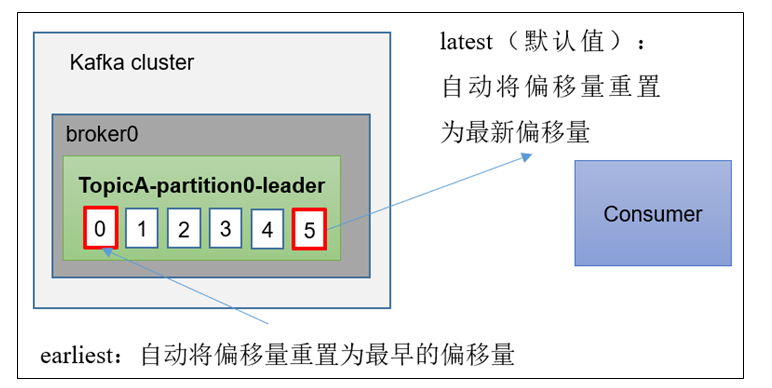 Kafka cluster
broker0
TopicA-partition0-leader
0 1 2 3 4 5
latest（默认值）：
自动将偏移量重置
为最新偏移量
Consumer
earliest：自动将偏移量重置为最早的偏移量